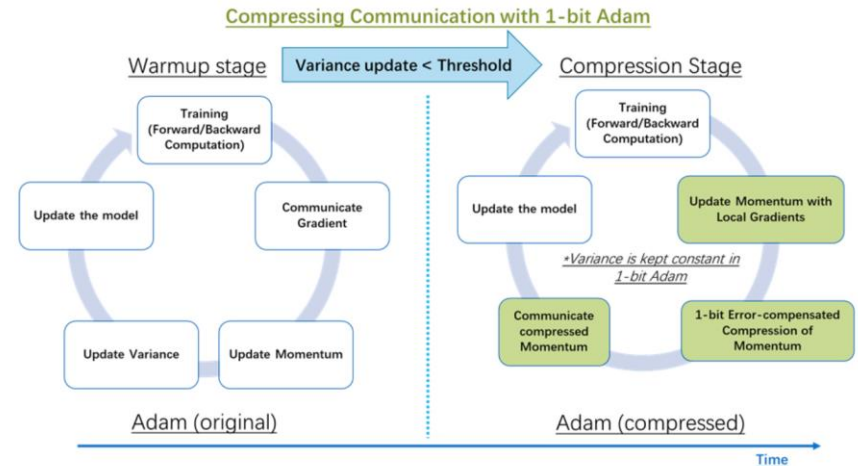 Compressing Communication with 1-bit Adam
Warmup stage
Variance update < Threshold
Compression Stage
Training
(Forward/Backward
Computation)
Communicate
Gradient
Update Momentum
Update Variance
Update the model
Training
(Forward/Backward
Computation)
Update Momentum with
Local Gradients
1-bit Error-compensated
Compression of
Momentum
Communicate
compressed
Momentum
Update the model
*Variance is kept constant in
1-bit Adam
Adam (original)
Adam (compressed)
Time